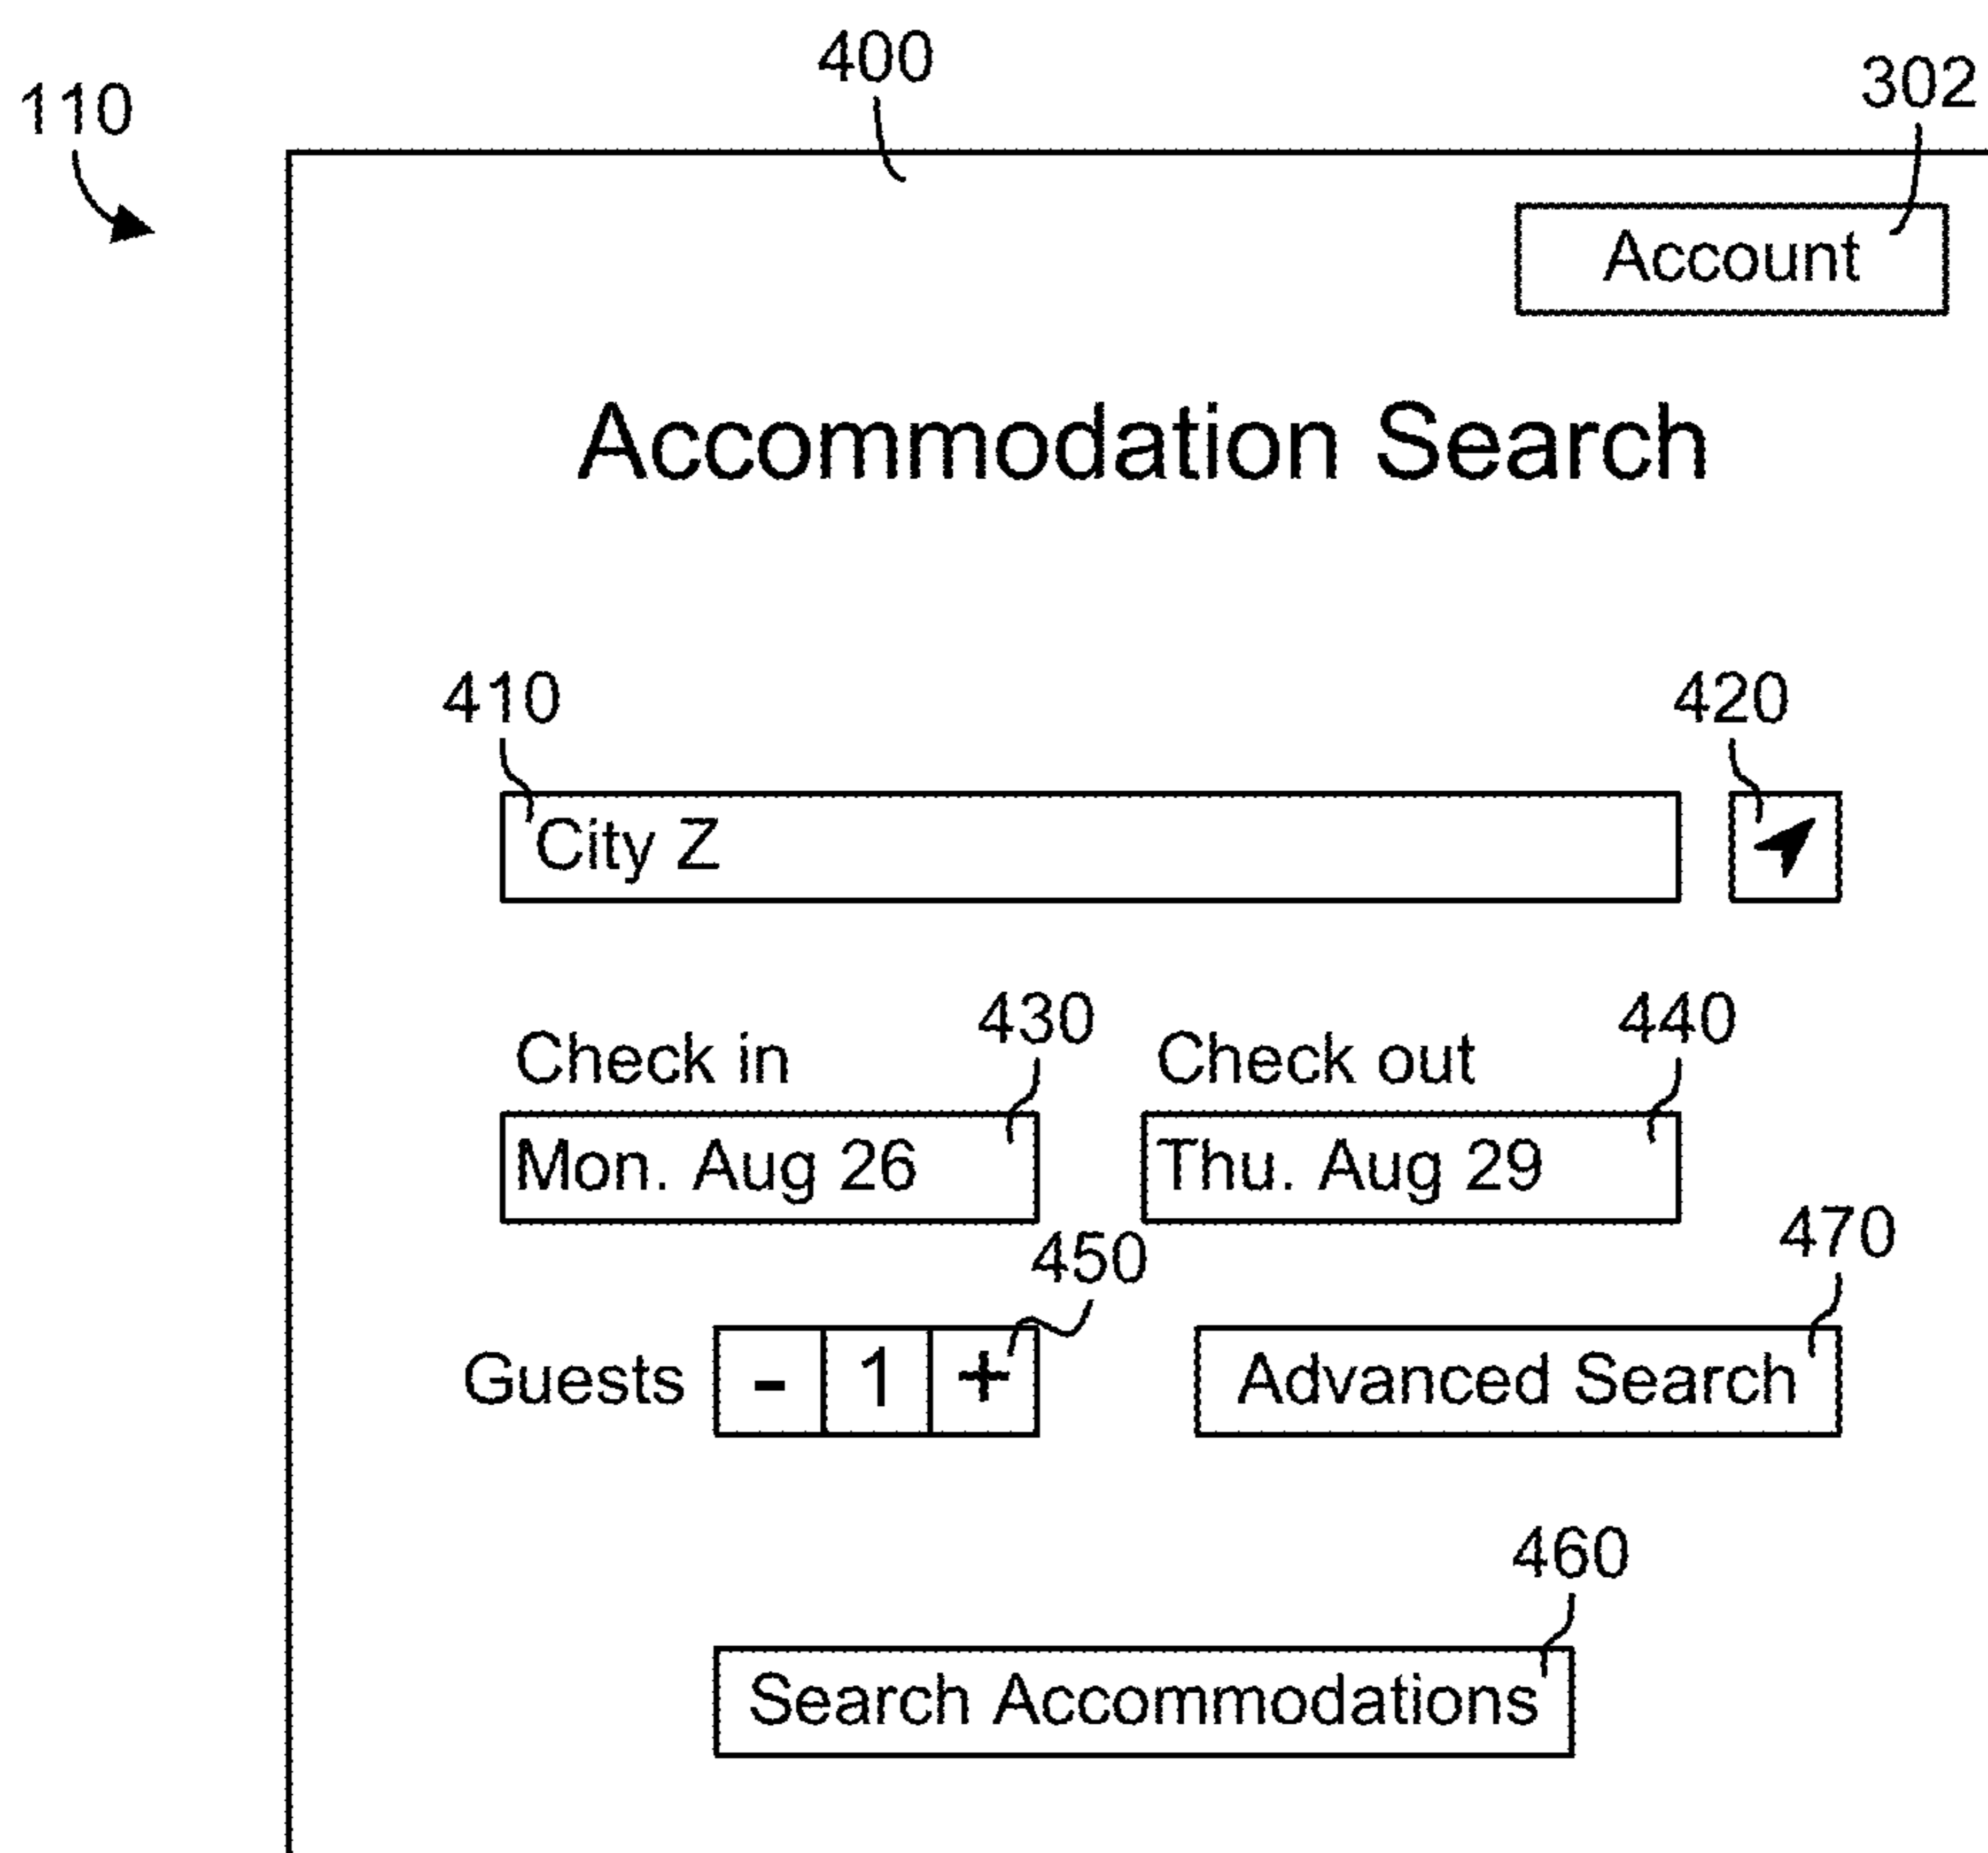 400
302
110
Account
Accommodation Search
410
420
City Z
430
440
Check in
Check out
Mon. Aug 26
Thu. Aug 29
450
470
Guests - 1 +
Advanced Search
460
Search Accommodations